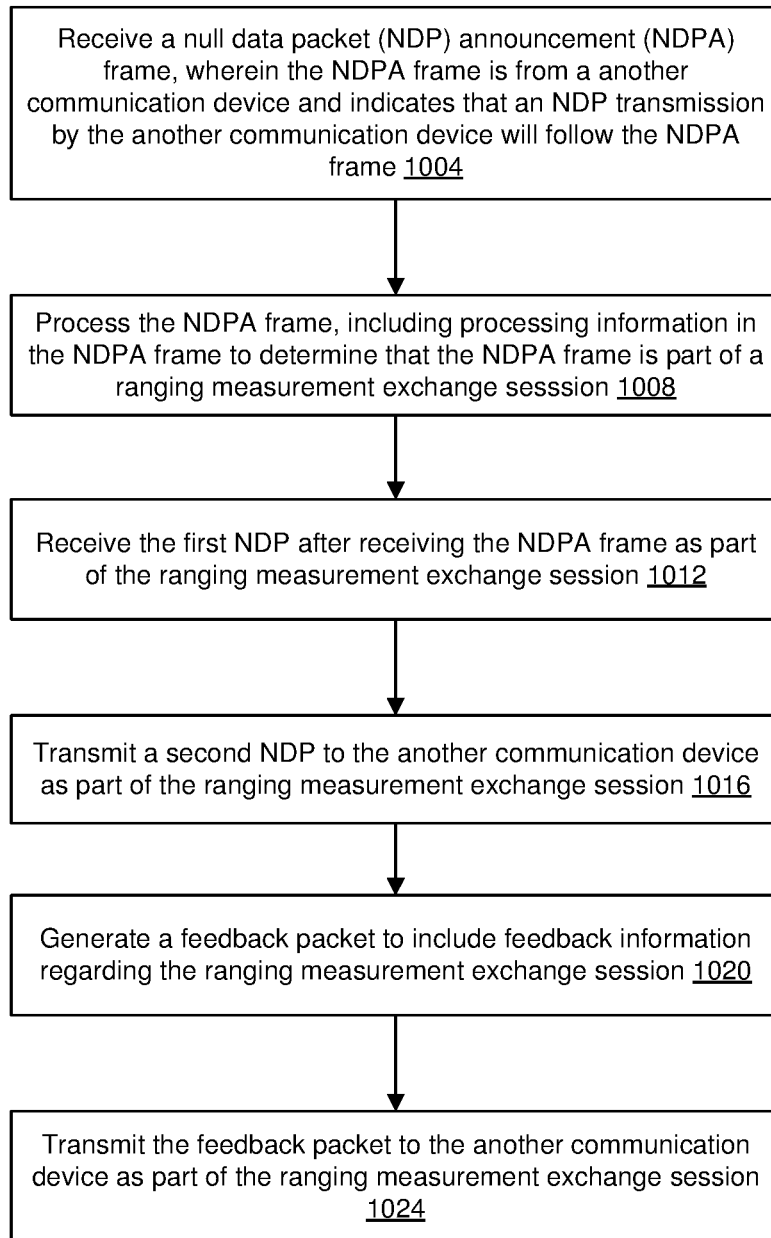 Receive a null data packet (NDP) announcement (NDPA)
frame, wherein the NDPA frame is from a another
communication device and indicates that an NDP transmission
by the another communication device will follow the NDPA
frame 1004
Process the NDPA frame, including processing information in
the NDPA frame to determine that the NDPA frame is part of a
ranging measurement exchange sesssion 1008
Receive the first NDP after receiving the NDPA frame as part
of the ranging measurement exchange session 1012
Transmit a second NDP to the another communication device
as part of the ranging measurement exchange session 1016
Generate a feedback packet to include feedback information
regarding the ranging measurement exchange session 1020
Transmit the feedback packet to the another communication
device as part of the ranging measurement exchange session
1024